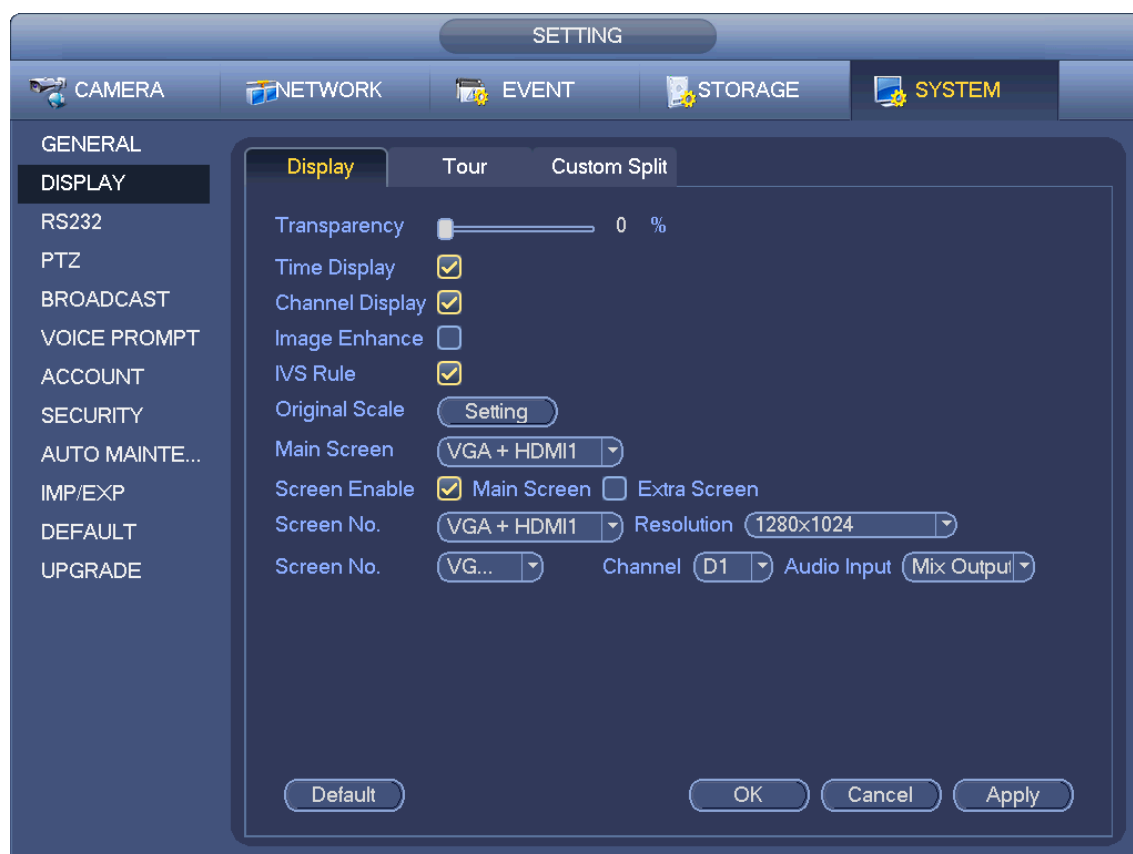 SETTING
CAMERA NETWORK EVENT STORAGE SYSTEM
GENERAL
DISPLAY
RS232
PTZ
BROADCAST
VOICE PROMPT
ACCOUNT
SECURITY
AUTO MAINTE...
IMP/EXP
DEFAULT
UPGRADE
Display Tour Custom Split
Transparency 0 %
Time Display
Channel Display
Image Enhance
IVS Rule
Original Scale Setting
Main Screen VGA + HDMI1
Screen Enable Main Screen Extra Screen
Screen No. VGA + HDMI1 Resolution 1280×1024
Screen No. VG... Channel D1 Audio Input Mix Output
Default OK Cancel Apply